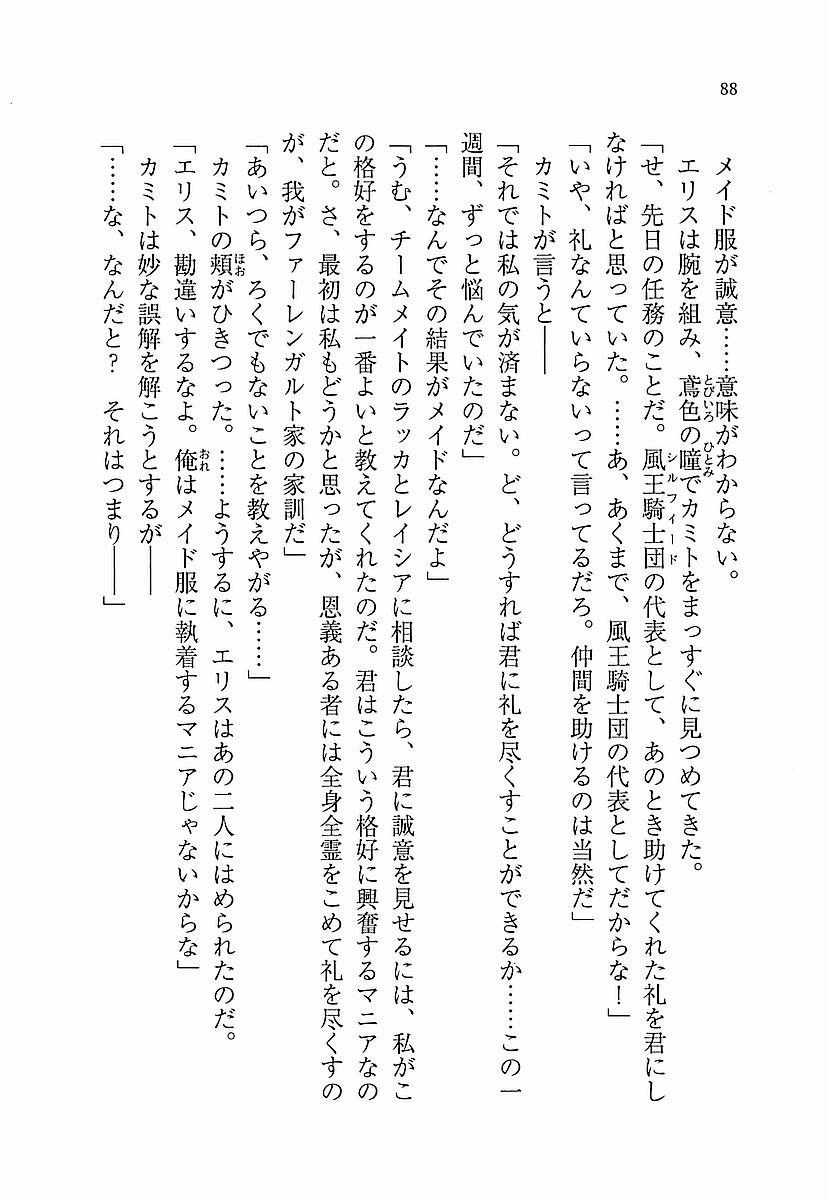 88
メイド服が誠意……意味がわからない。
エリスは腕を組み、鳶色の瞳でカミトをまっすぐに見つめてきた。
とびいろ ひとみ
「せ、先日の任務のことだ。風王騎士団の代表として、あのとき助けてくれた礼を君にし
シルフィード
なければと思っていた。……あ、あくまで、風王騎士団の代表としてだからな！」
「いや、礼なんていらないって言ってるだろ。仲間を助けるのは当然だ」
カミトが言うと――
「それでは私の気が済まない。ど、どうすれば君に礼を尽くすことができるか……この一
週間、ずっと悩んでいたのだ」
「……なんでその結果がメイドなんだよ」
「うむ、チームメイトのラッカとレイシアに相談したら、君に誠意を見せるには、私がこ
の格好をするのが一番よいと教えてくれたのだ。君はこういう格好に興奮するマニアなの
だと。さ、最初は私もどうかと思ったが、恩義ある者には全身全霊をこめて礼を尽くすの
が、我がファーレンガルト家の家訓だ」
「あいつら、ろくでもないことを教えやがる……」
カミトの頬がひきつった。……ようするに、エリスはあの二人にはめられたのだ。
ほお
「エリス、勘違いするなよ。俺はメイド服に執着するマニアじゃないからな」
おれ
カミトは妙な誤解を解こうとするが――
「……な、なんだと？　それはつまり――」